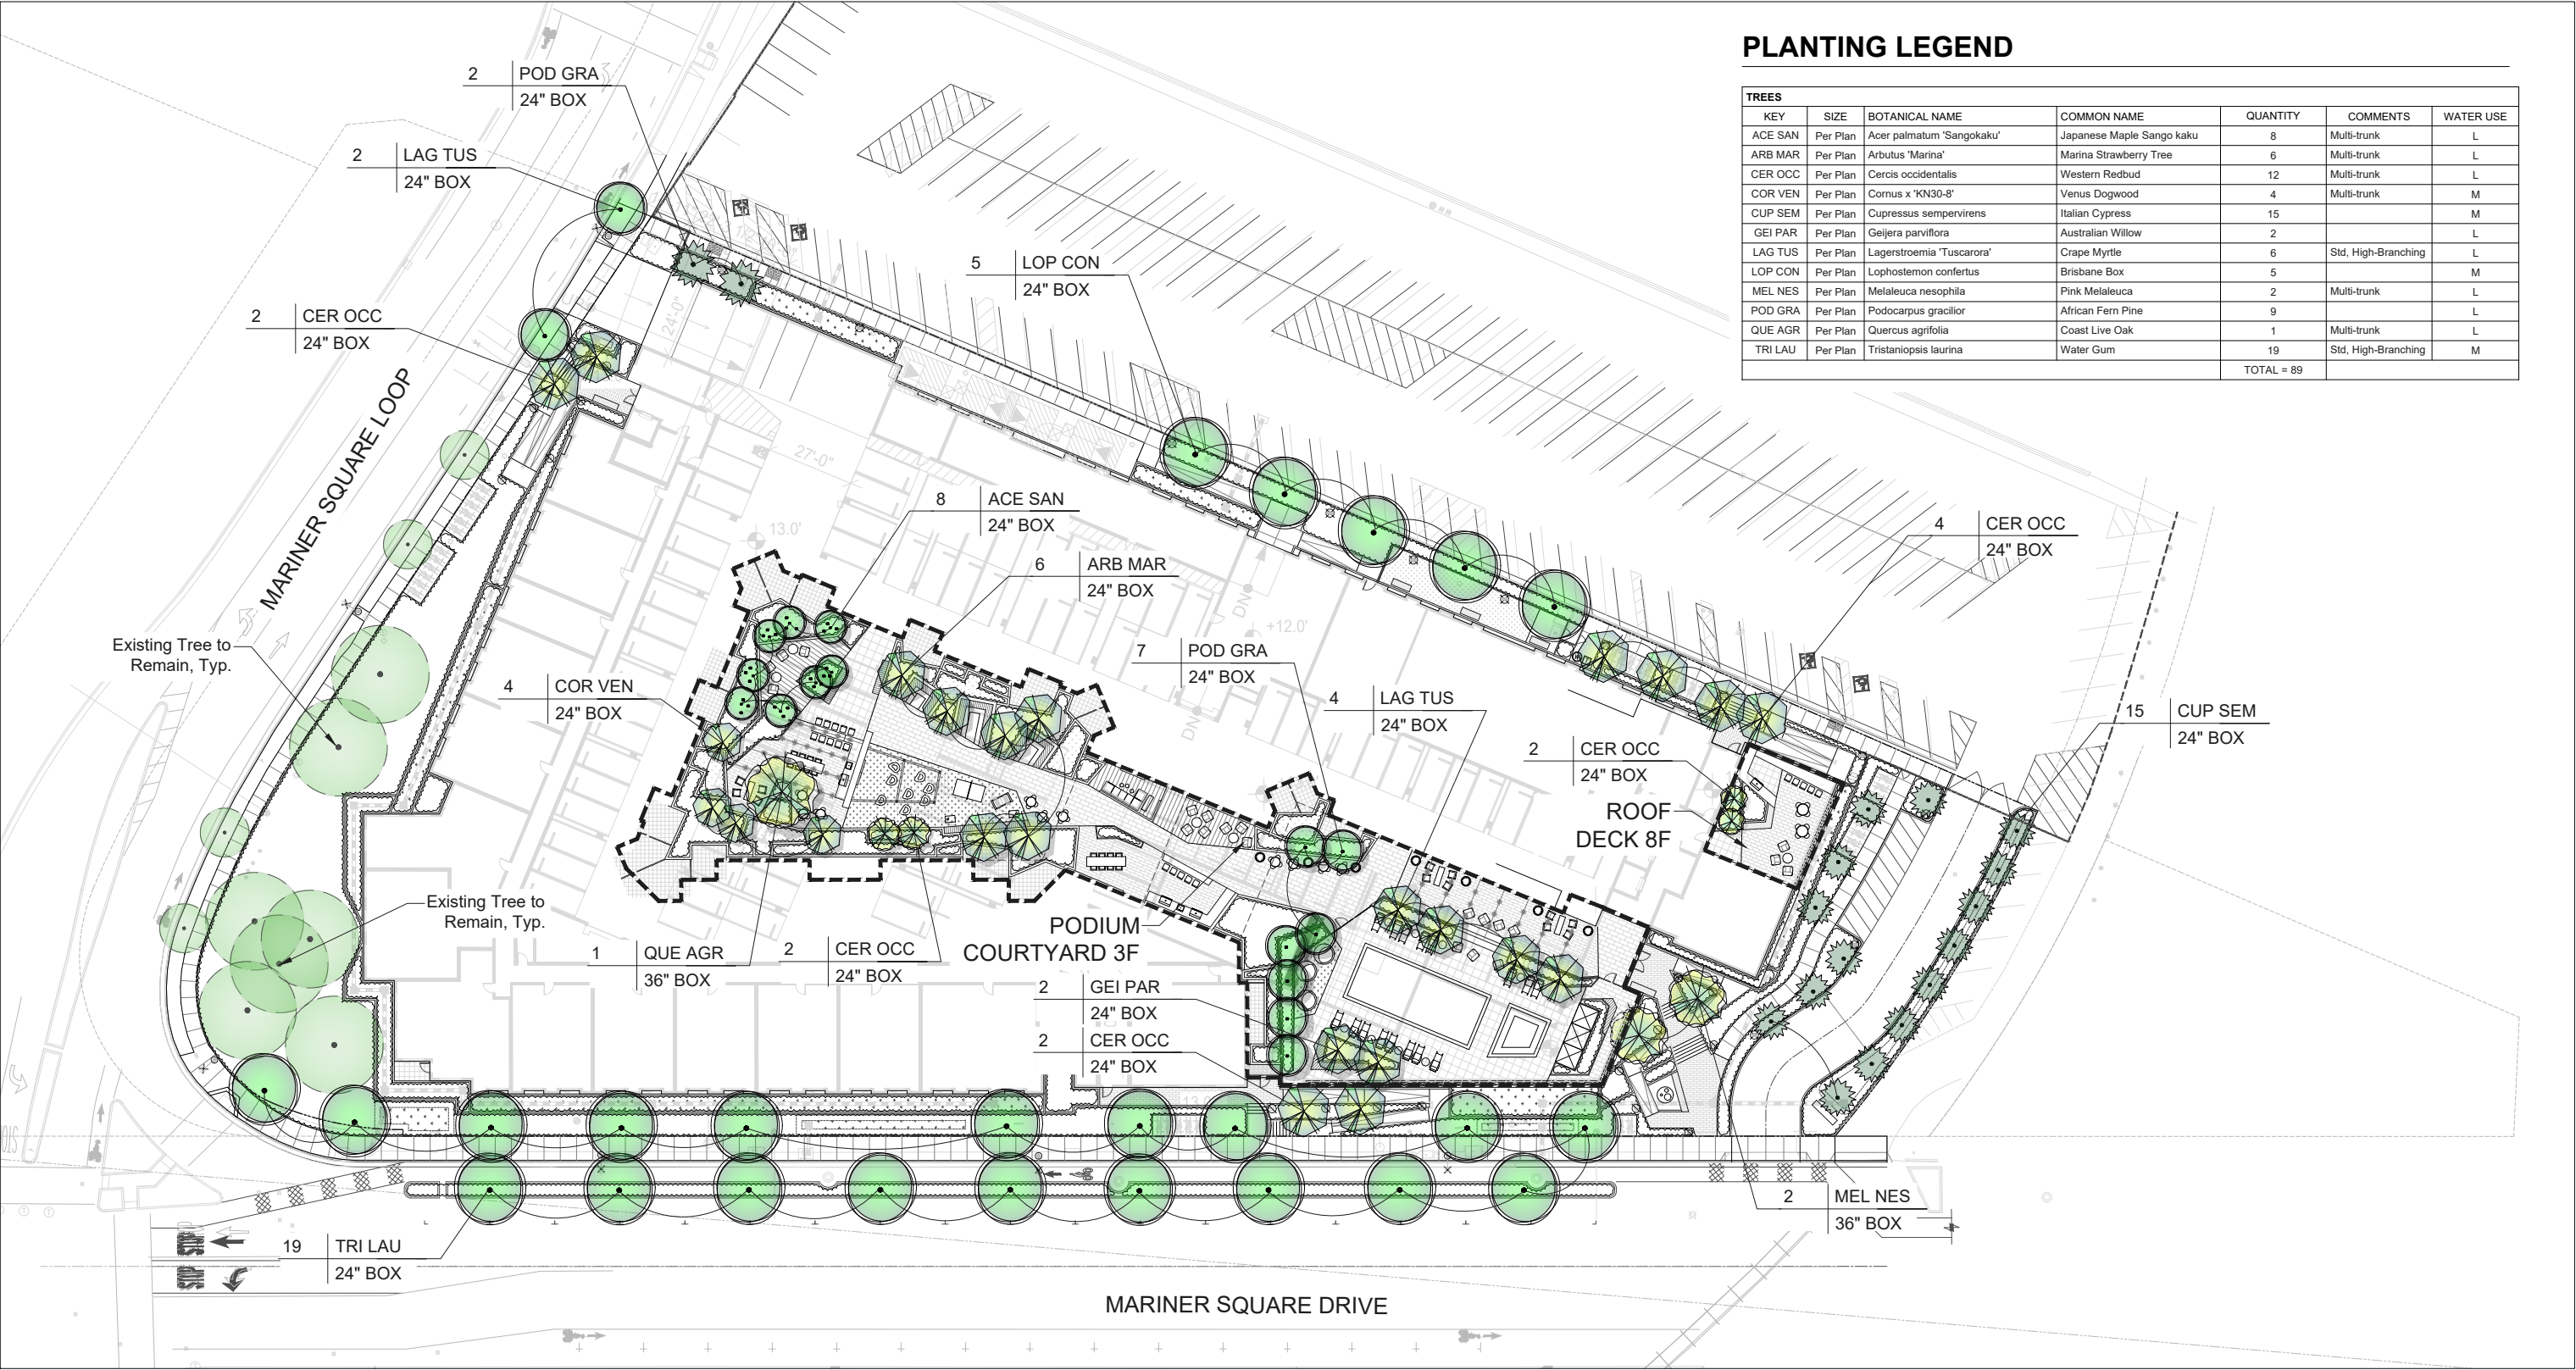 PLANTING LEGEND
TREES
KEY SIZE BOTANICAL NAME COMMON NAME QUANTITY COMMENTS WATER USE
ACE SAN Per Plan Acer palmatum 'Sangokaku' Japanese Maple Sango kaku 8 Multi-trunk L
ARB MAR Per Plan Arbutus 'Marina' Marina Strawberry Tree 6 Multi-trunk L
CER OCC Per Plan Cercis occidentalis Western Redbud 12 Multi-trunk L
COR VEN Per Plan Cornus x 'KN30-8' Venus Dogwood 4 Multi-trunk M
CUP SEM Per Plan Cupressus sempervirens Italian Cypress 15 M
GEI PAR Per Plan Geijera parviflora Australian Willow 2 L
LAG TUS Per Plan Lagerstroemia 'Tuscarora' Crape Myrtle 6 Std, High-Branching L
LOP CON Per Plan Lophostemon confertus Brisbane Box 5 M
MEL NES Per Plan Melaleuca nesophila Pink Melaleuca 2 Multi-trunk L
POD GRA Per Plan Podocarpus gracilior African Fern Pine 9 L
QUE AGR Per Plan Quercus agrifolia Coast Live Oak 1 Multi-trunk L
TRI LAU Per Plan Tristaniopsis laurina Water Gum 19 Std, High-Branching M
TOTAL = 89
2 POD GRA
24" BOX
2 LAG TUS
24" BOX
5 LOP CON
24" BOX
2 CER OCC
24" BOX
24'-0"
MARINER SQUARE LOOP
27'-0"
8 ACE SAN
24" BOX
13.0'
4 CER OCC
24" BOX
6 ARB MAR
24" BOX
DN
+12.0'
Existing Tree to
Remain, Typ.
7 POD GRA
24" BOX
4 COR VEN
24" BOX
4 LAG TUS
24" BOX
DN
15 CUP SEM
24" BOX
2 CER OCC
24" BOX
ROOF
DECK 8F
Existing Tree to
Remain, Typ.
PODIUM
COURTYARD 3F
1 QUE AGR
36" BOX
2 CER OCC
24" BOX
2 GEI PAR
24" BOX
2 CER OCC
24" BOX
2 MEL NES
36" BOX
19 TRI LAU
24" BOX
STOP
STOP
MARINER SQUARE DRIVE